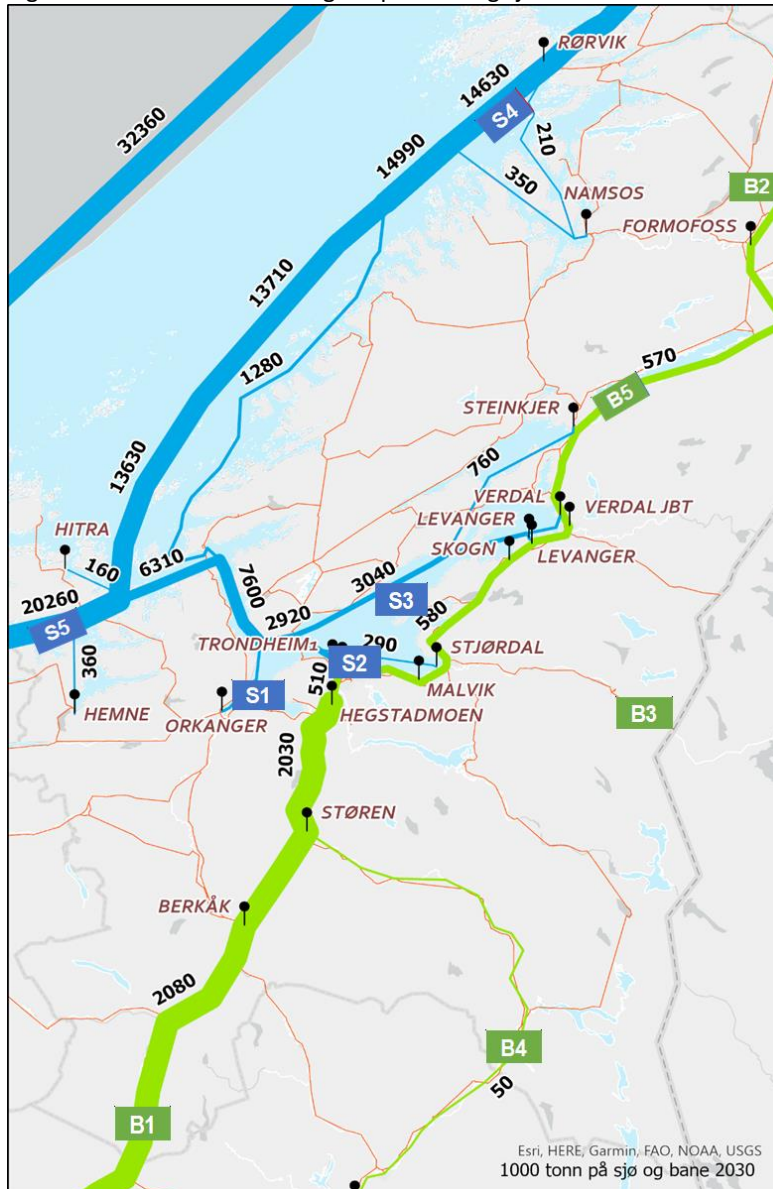 RØRVIK
14630
32360
S4
14990
210
350
NAMSOS
B2
FORMOFOSS
13710
1280
570
B5
STEINKJER
760
13630
VERDAL
VERDAL JBT
LEVANGER
SKOGN
LEVANGER
HITRA
160
6310
7600
3040
20260
2920
S3
580
S5
TRONDHEIM1
290
STJØRDAL
S2
360
510
MALVIK
S1
HEMNE
ORKANGER
HEGSTADMOEN
B3
2030
STØREN
BERKÅK
2080
B4
50
B1
Esri, HERE, Garmin, FAO, NOAA, USGS
1000 tonn på sjø og bane 2030